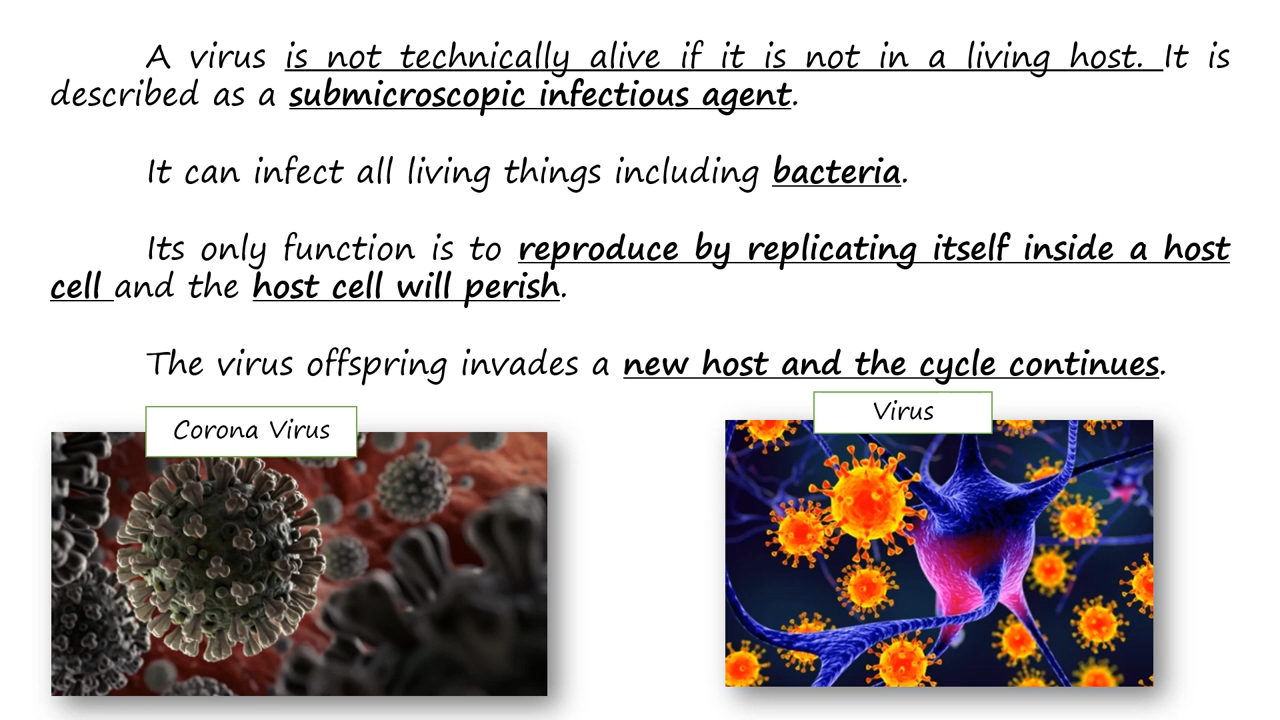 A virus is not technically alive if it is not in a living host. It is
described as a submicroscopic infectious agent.
It can infect all living things including bacteria.
Its only function is to reproduce by replicating itself inside a host
cell and the host cell will perish.
The virus offspring invades a new host and the cycle continues.
Corona Virus
Virus